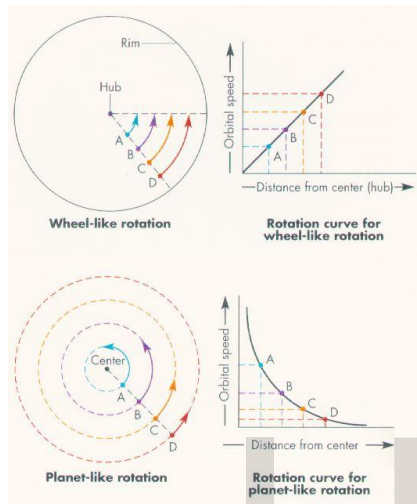 Rim
Hub
A
B
C
D
Wheel-like rotation
Orbital speed
A
B
C
D
Distance from center (hub)
Rotation curve for
wheel-like rotation
Center
A
B
C
D
Planet-like rotation
Orbital speed
A
B
C
D
Distance from center
Rotation curve for
planet-like rotation